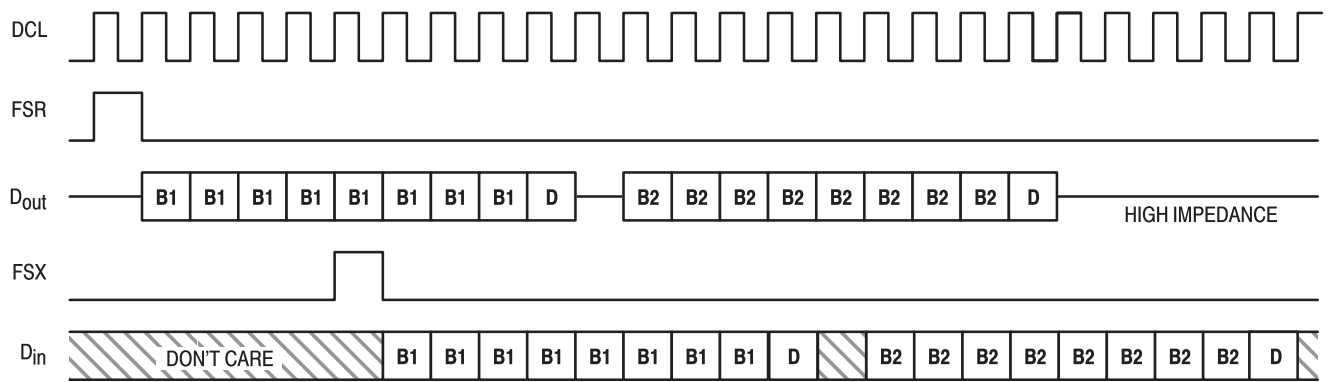 DCL
FSR
Dout B1 B1 B1 B1 B1 B1 B1 B1 D B2 B2 B2 B2 B2 B2 B2 B2 D HIGH IMPEDANCE
FSX
Din DON'T CARE B1 B1 B1 B1 B1 B1 B1 B1 D B2 B2 B2 B2 B2 B2 B2 B2 D